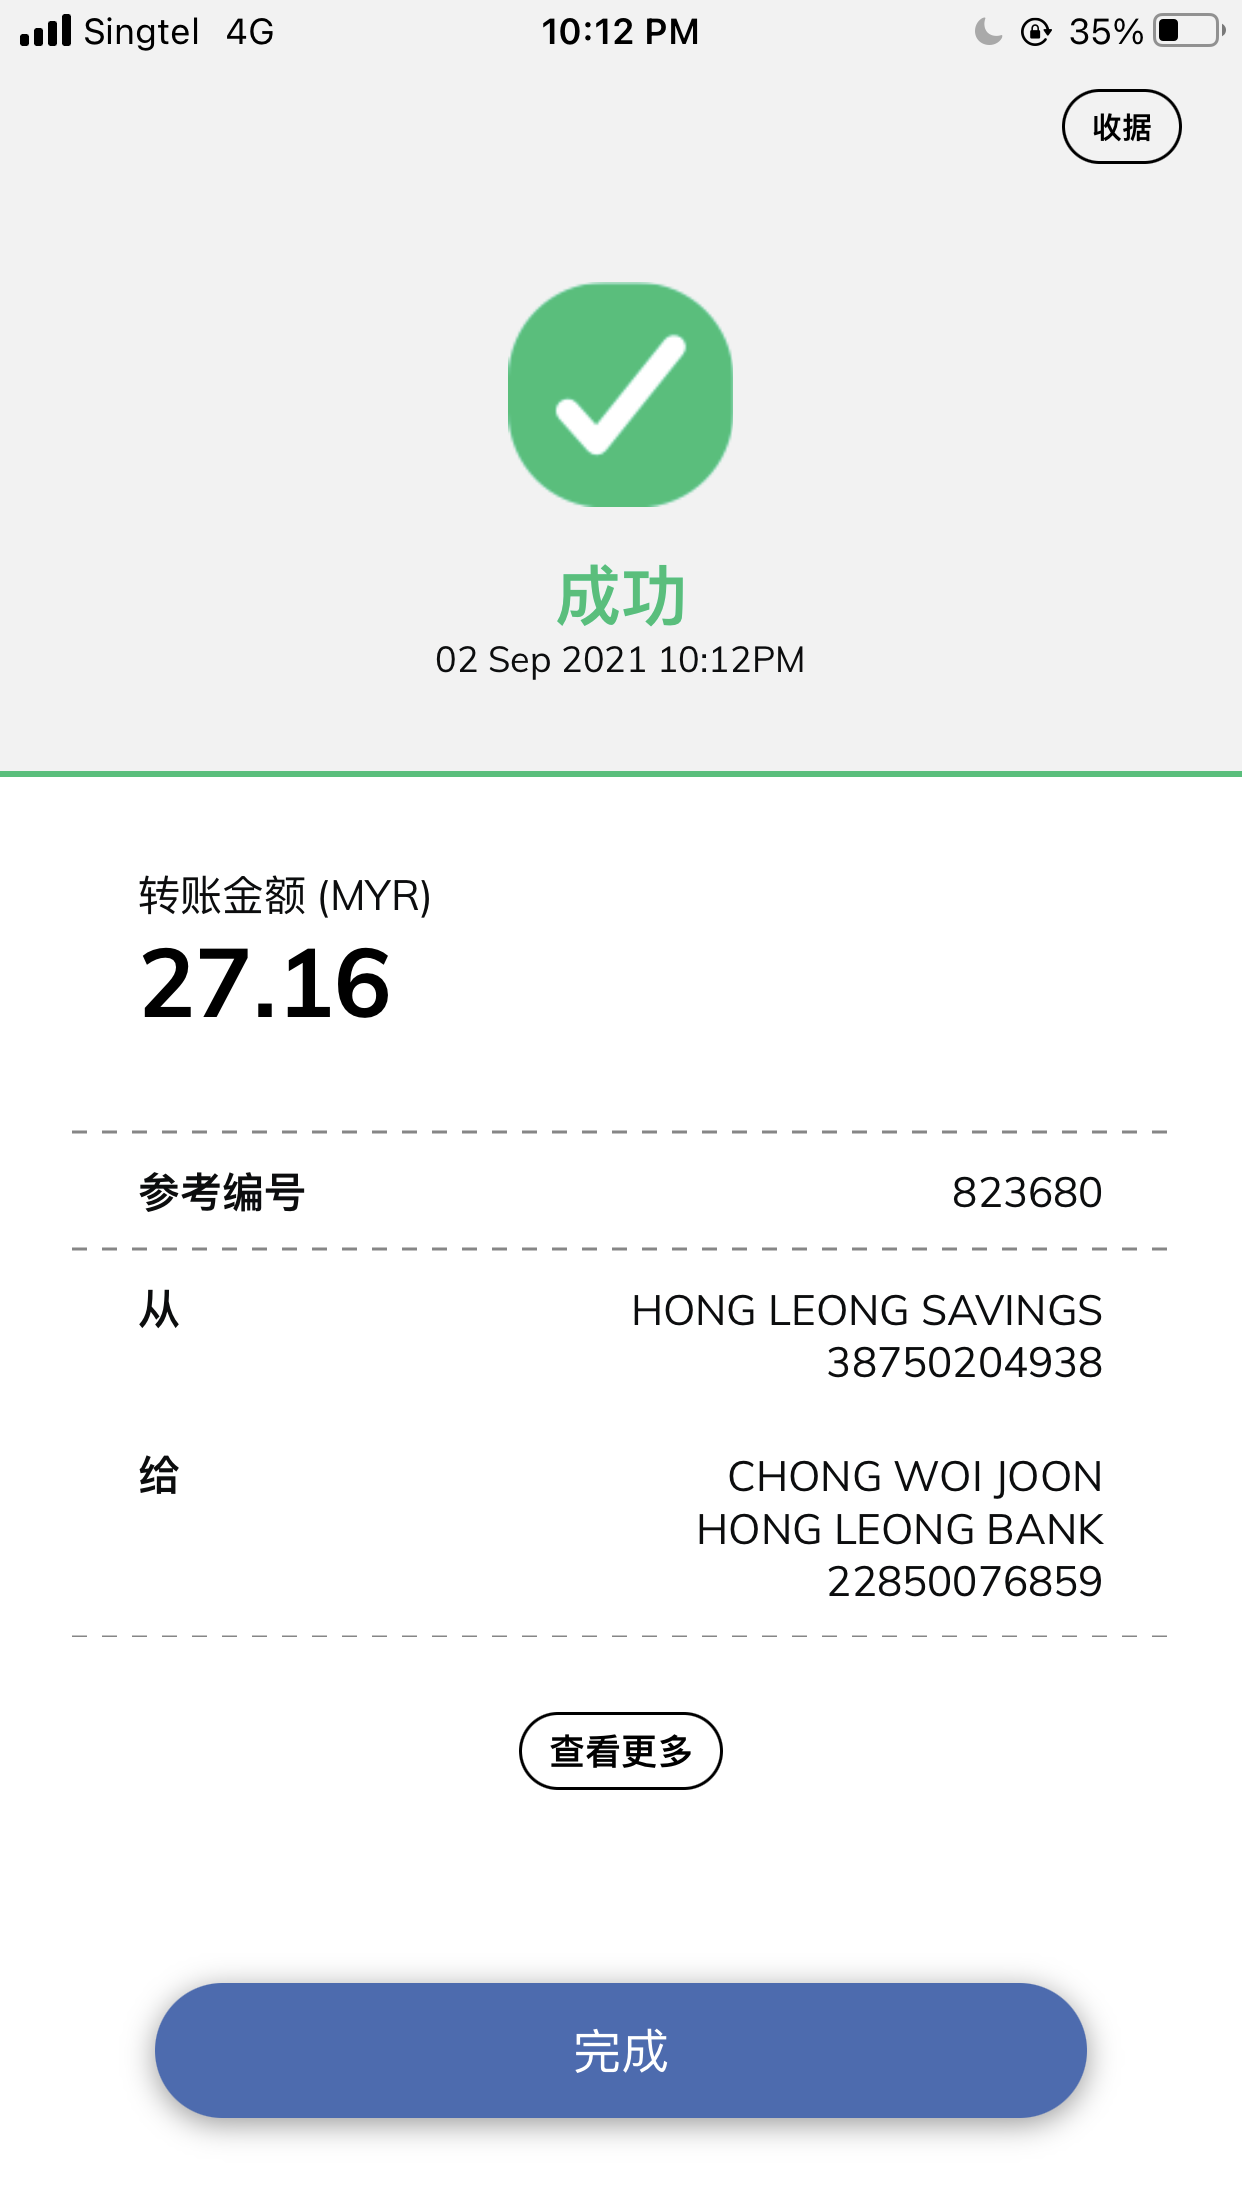 Singtel 4G 10:12 PM 35%
收据
成功
02 Sep 2021 10:12PM
转账金额 (MYR)
27.16
参考编号 823680
从 HONG LEONG SAVINGS
38750204938
给 CHONG WOI JOON
HONG LEONG BANK
22850076859
查看更多
完成